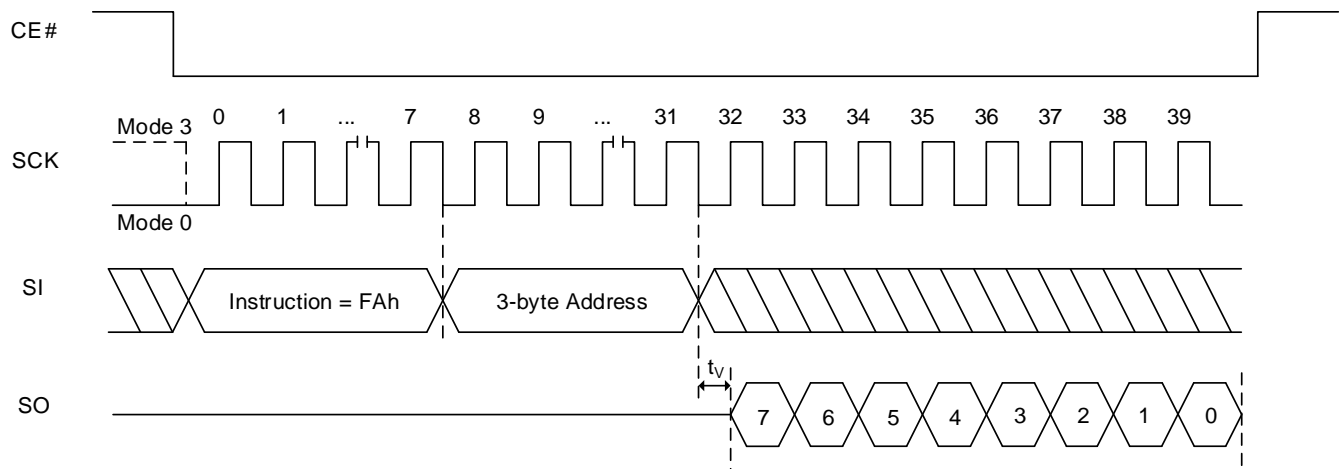 CE#
0 1 ... 7 8 9 ... 31 32 33 34 35 36 37 38 39
Mode 3
SCK
Mode 0
SI
Instruction = FAh
3-byte Address
tV
SO
7 6 5 4 3 2 1 0